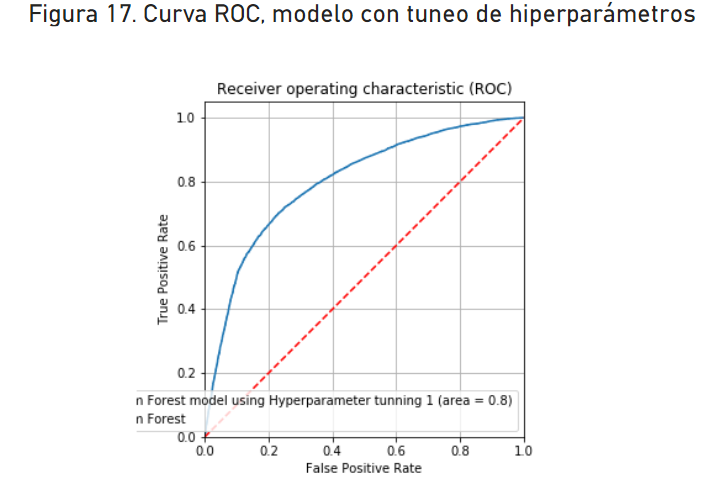 Figura 17. Curva ROC, modelo con tuneo de hiperparámetros
Receiver operating characteristic (ROC)
1.0
0.8
0.6
0.4
0.2
0.0
True Positive Rate
n Forest model using Hyperparameter tunning 1 (area = 0.8)
n Forest
0.0 0.2 0.4 0.6 0.8 1.0
False Positive Rate